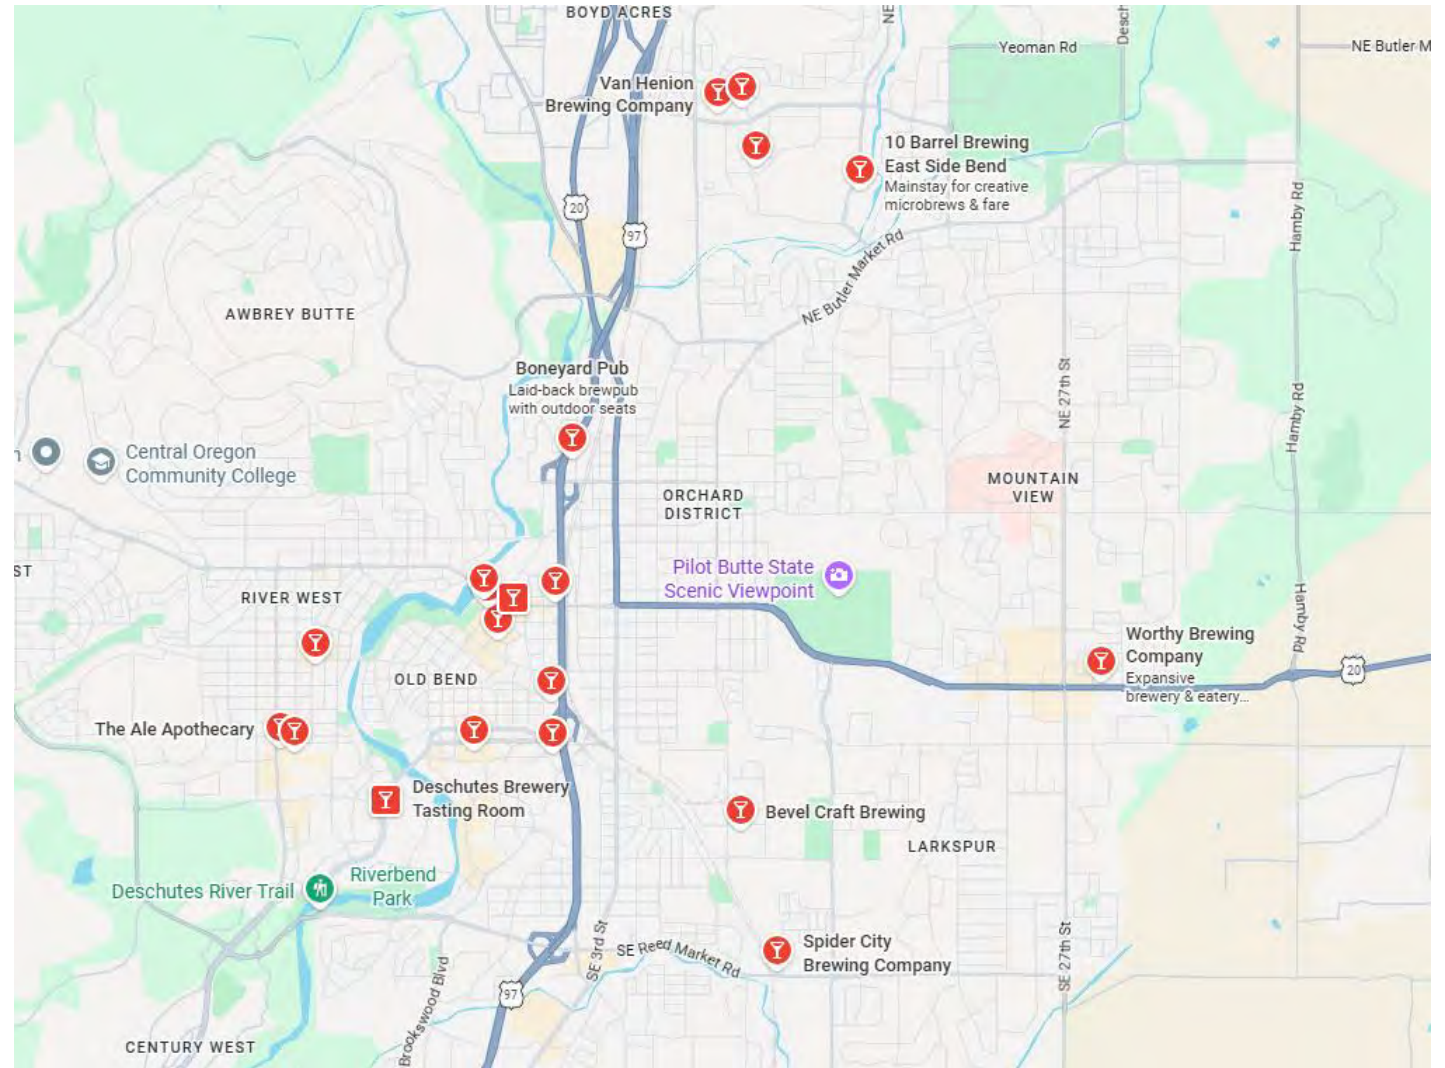 BOYD ACRES
NE
Desch
Yeoman Rd
NE Butler M
Van Henion
Brewing Company
10 Barrel Brewing
East Side Bend
Mainstay for creative
microbrews & fare
20
97
Hamby Rd
NE Butler Market Rd
AWBREY BUTTE
Boneyard Pub
Laid-back brewpub
with outdoor seats
NE 27th St
Hamby Rd
n
Central Oregon
Community College
ORCHARD
DISTRICT
MOUNTAIN
VIEW
ST
Pilot Butte State
Scenic Viewpoint
RIVER WEST
Hamby Rd
Worthy Brewing
Company
Expansive
brewery & eatery...
20
OLD BEND
The Ale Apothecary
Deschutes Brewery
Tasting Room
Bevel Craft Brewing
LARKSPUR
Deschutes River Trail
Riverbend
Park
SE 3rd St
SE Reed Market Rd
Spider City
Brewing Company
SE 27th St
97
Brookswood Blvd
CENTURY WEST